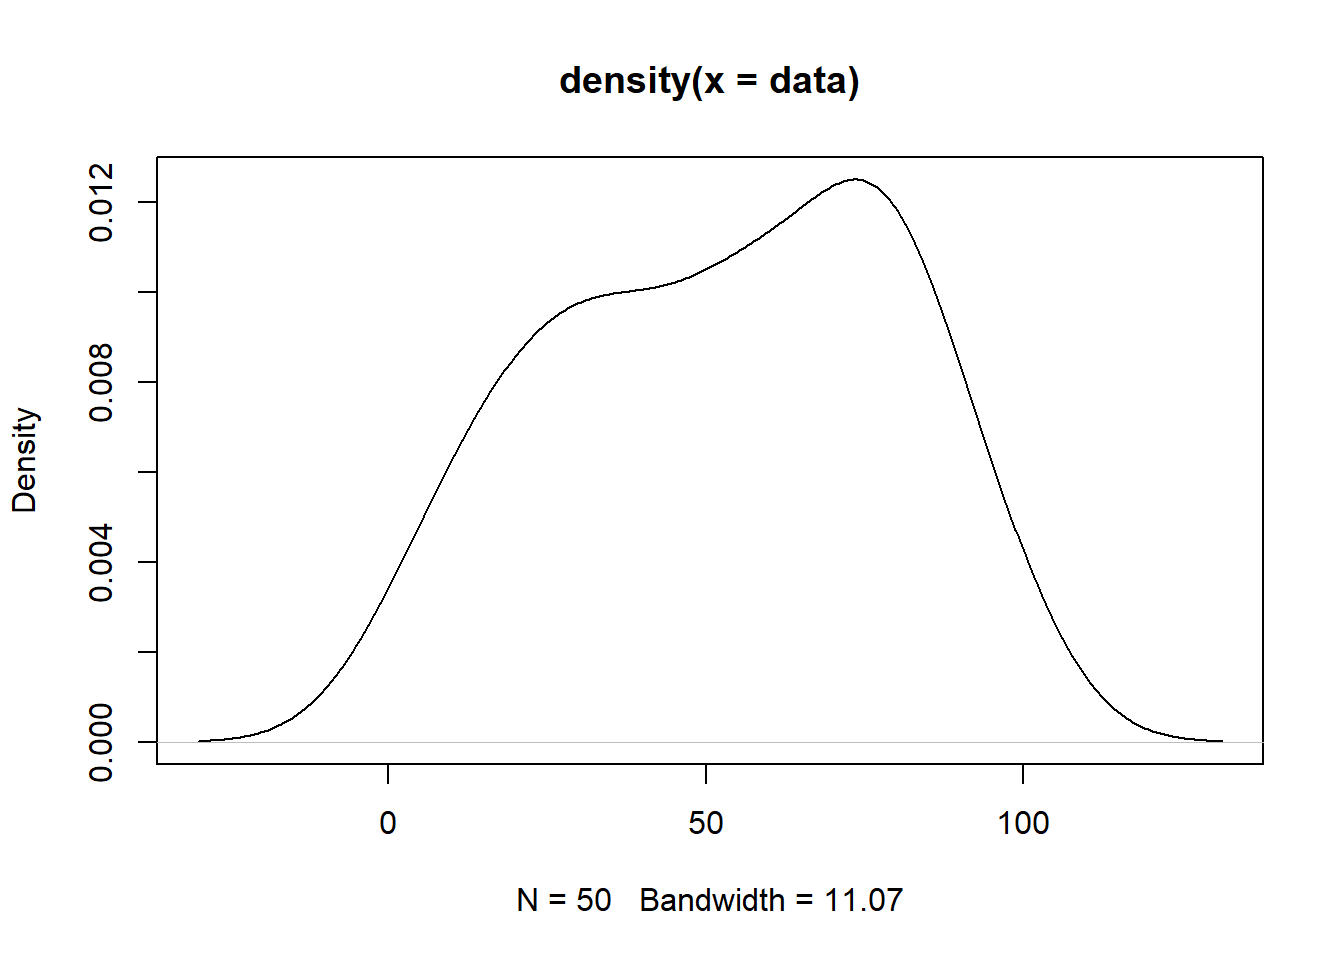 density(x = data)
Density
0.012
0.008
0.004
0.000
0 50 100
N = 50 Bandwidth = 11.07